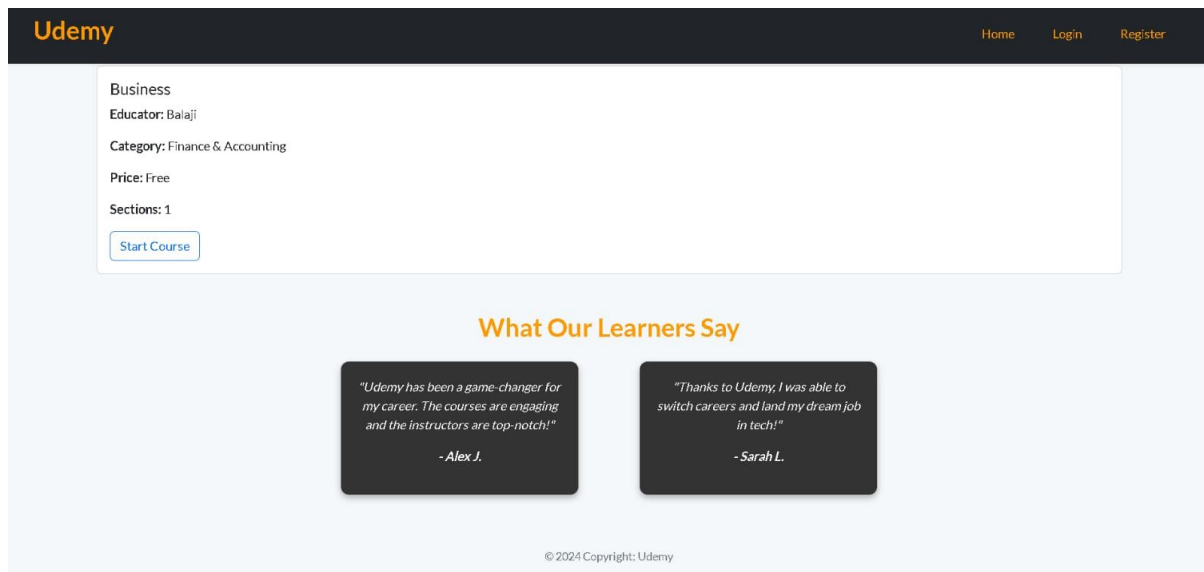 Udemy
Home Login Register
Business
Educator: Balaji
Category: Finance & Accounting
Price: Free
Sections: 1
Start Course
What Our Learners Say
"Udemy has been a game-changer for
my career. The courses are engaging
and the instructors are top-notch!"
- Alex J.
"Thanks to Udemy, I was able to
switch careers and land my dream job
in tech!"
- Sarah L.
© 2024 Copyright: Udemy